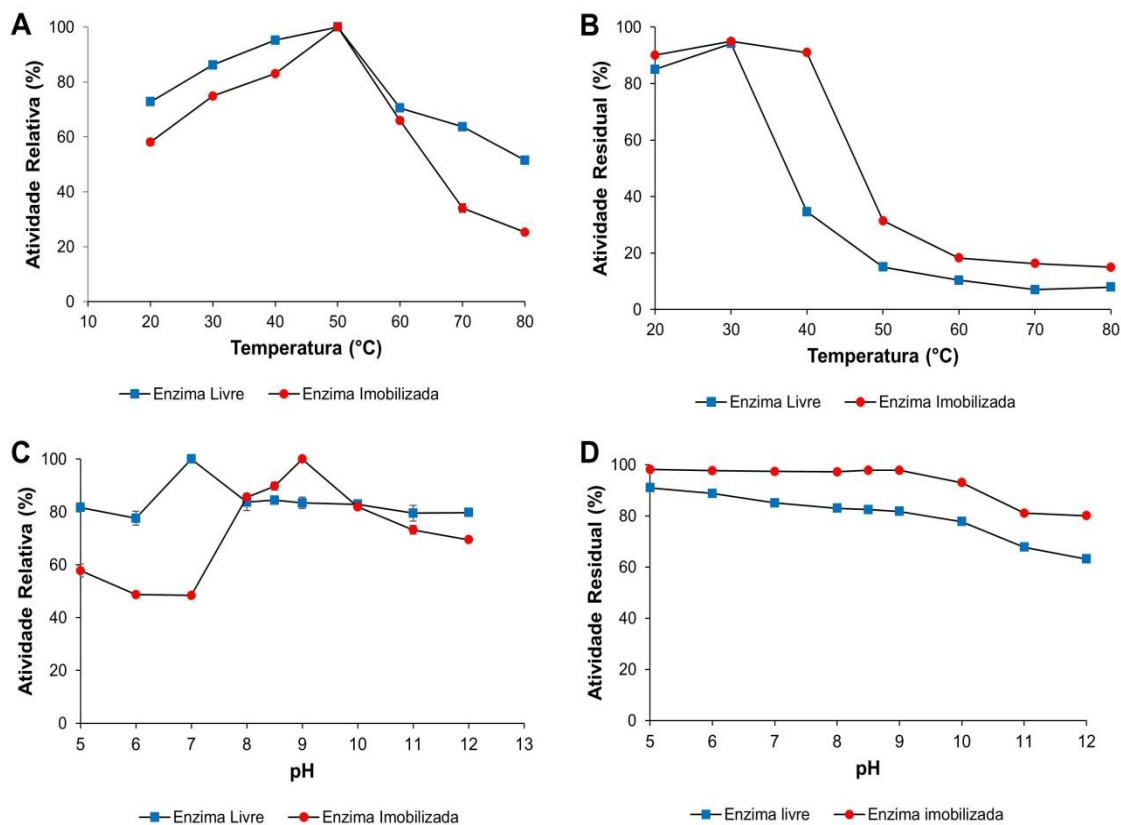 A
Atividade Relativa (%)
100
80
60
40
20
0
10 20 30 40 50 60 70 80
Temperatura (°C)
Enzima Livre Enzima Imobilizada
B
Atividade Residual (%)
100
80
60
40
20
0
20 30 40 50 60 70 80
Temperatura (°C)
Enzima Livre Enzima Imobilizada
C
Atividade Relativa (%)
100
80
60
40
20
0
5 6 7 8 9 10 11 12 13
pH
Enzima Livre Enzima Imobilizada
D
Atividade Residual (%)
100
80
60
40
20
0
5 6 7 8 9 10 11 12
pH
Enzima livre Enzima imobilizada